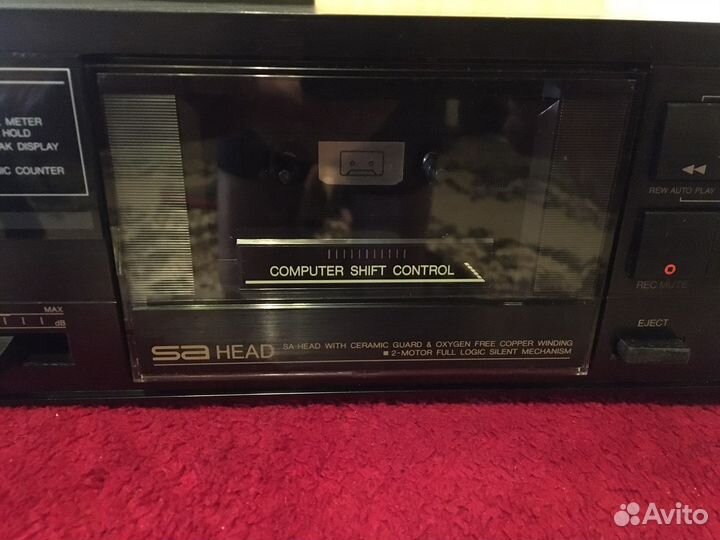 METER
HOLD
AK DISPLAY
IC COUNTER
MAX
dB
COMPUTER SHIFT CONTROL
SA HEAD
SA-HEAD WITH CERAMIC GUARD & OXYGEN FREE COPPER WINDING
■ 2-MOTOR FULL LOGIC SILENT MECHANISM
REW·AUTO PLAY
REC MUTE
EJECT
Avito